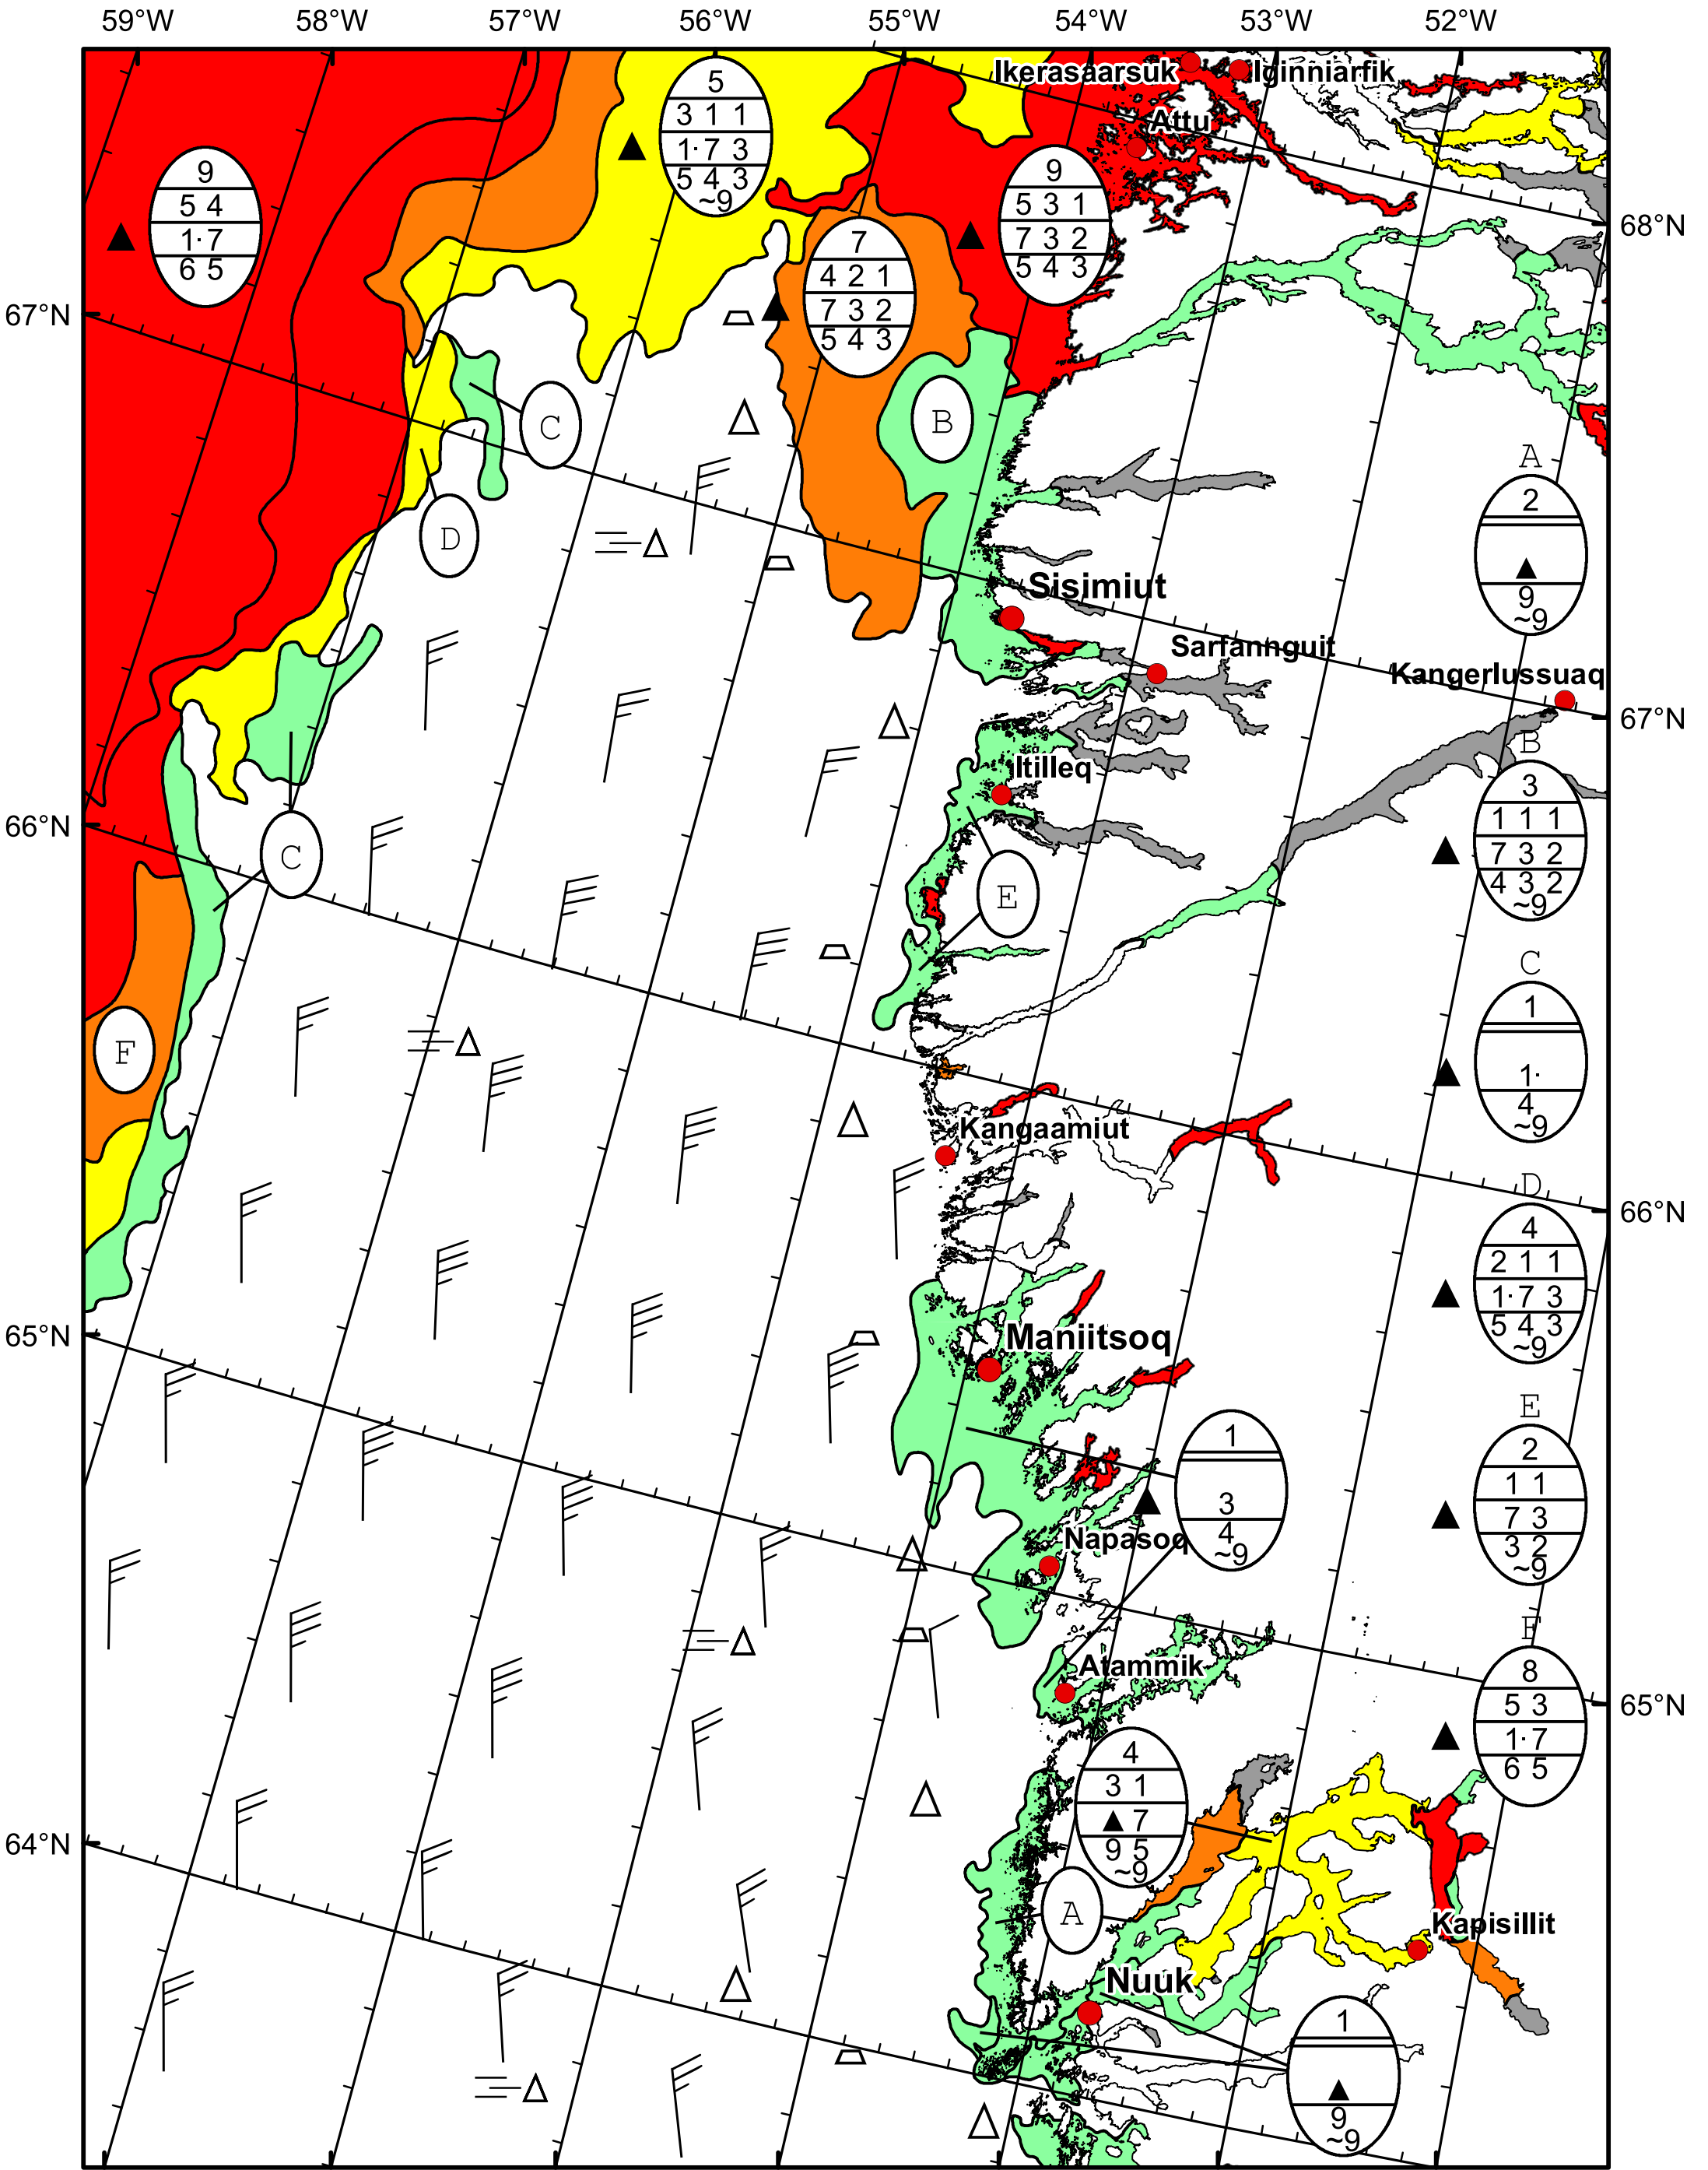 59°W 58°W 57°W 56°W 55°W 54°W 53°W 52°W
Ikerasaarsuk Iginniarfik
Attu
5
3 1 1
1·7 3
5 4 3
~9
9
5 4
1·7
6 5
9
5 3 1
7 3 2
5 4 3
68°N
7
4 2 1
7 3 2
5 4 3
67°N
C
B
D
A
2
9
~9
Sisimiut
Sarfannguit
Kangerlussuaq
67°N
B
3
1 1 1
7 3 2
4 3 2
~9
Itilleq
66°N
C
E
C
1
1·
4
~9
F
Kangaamiut
D
66°N
4
2 1 1
1·7 3
5 4 3
~9
65°N
Maniitsoq
E
2
1 1
7 3
3 2
~9
1
3
4
~9
Napasoq
F
8
5 3
1·7
6 5
Atammik
65°N
4
3 1
7
9 5
~9
64°N
A
Kapisillit
Nuuk
1
9
~9